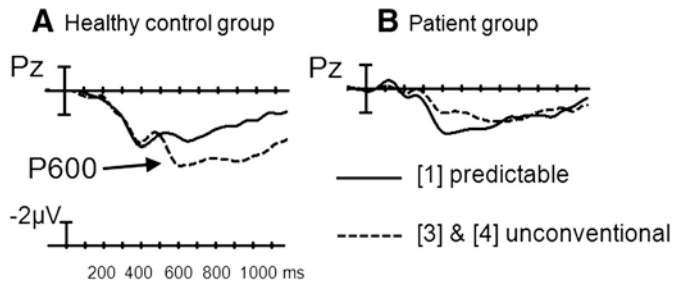 A Healthy control group
B Patient group
Pz
Pz
P600
[1] predictable
-2μV
[3] & [4] unconventional
200 400 600 800 1000 ms